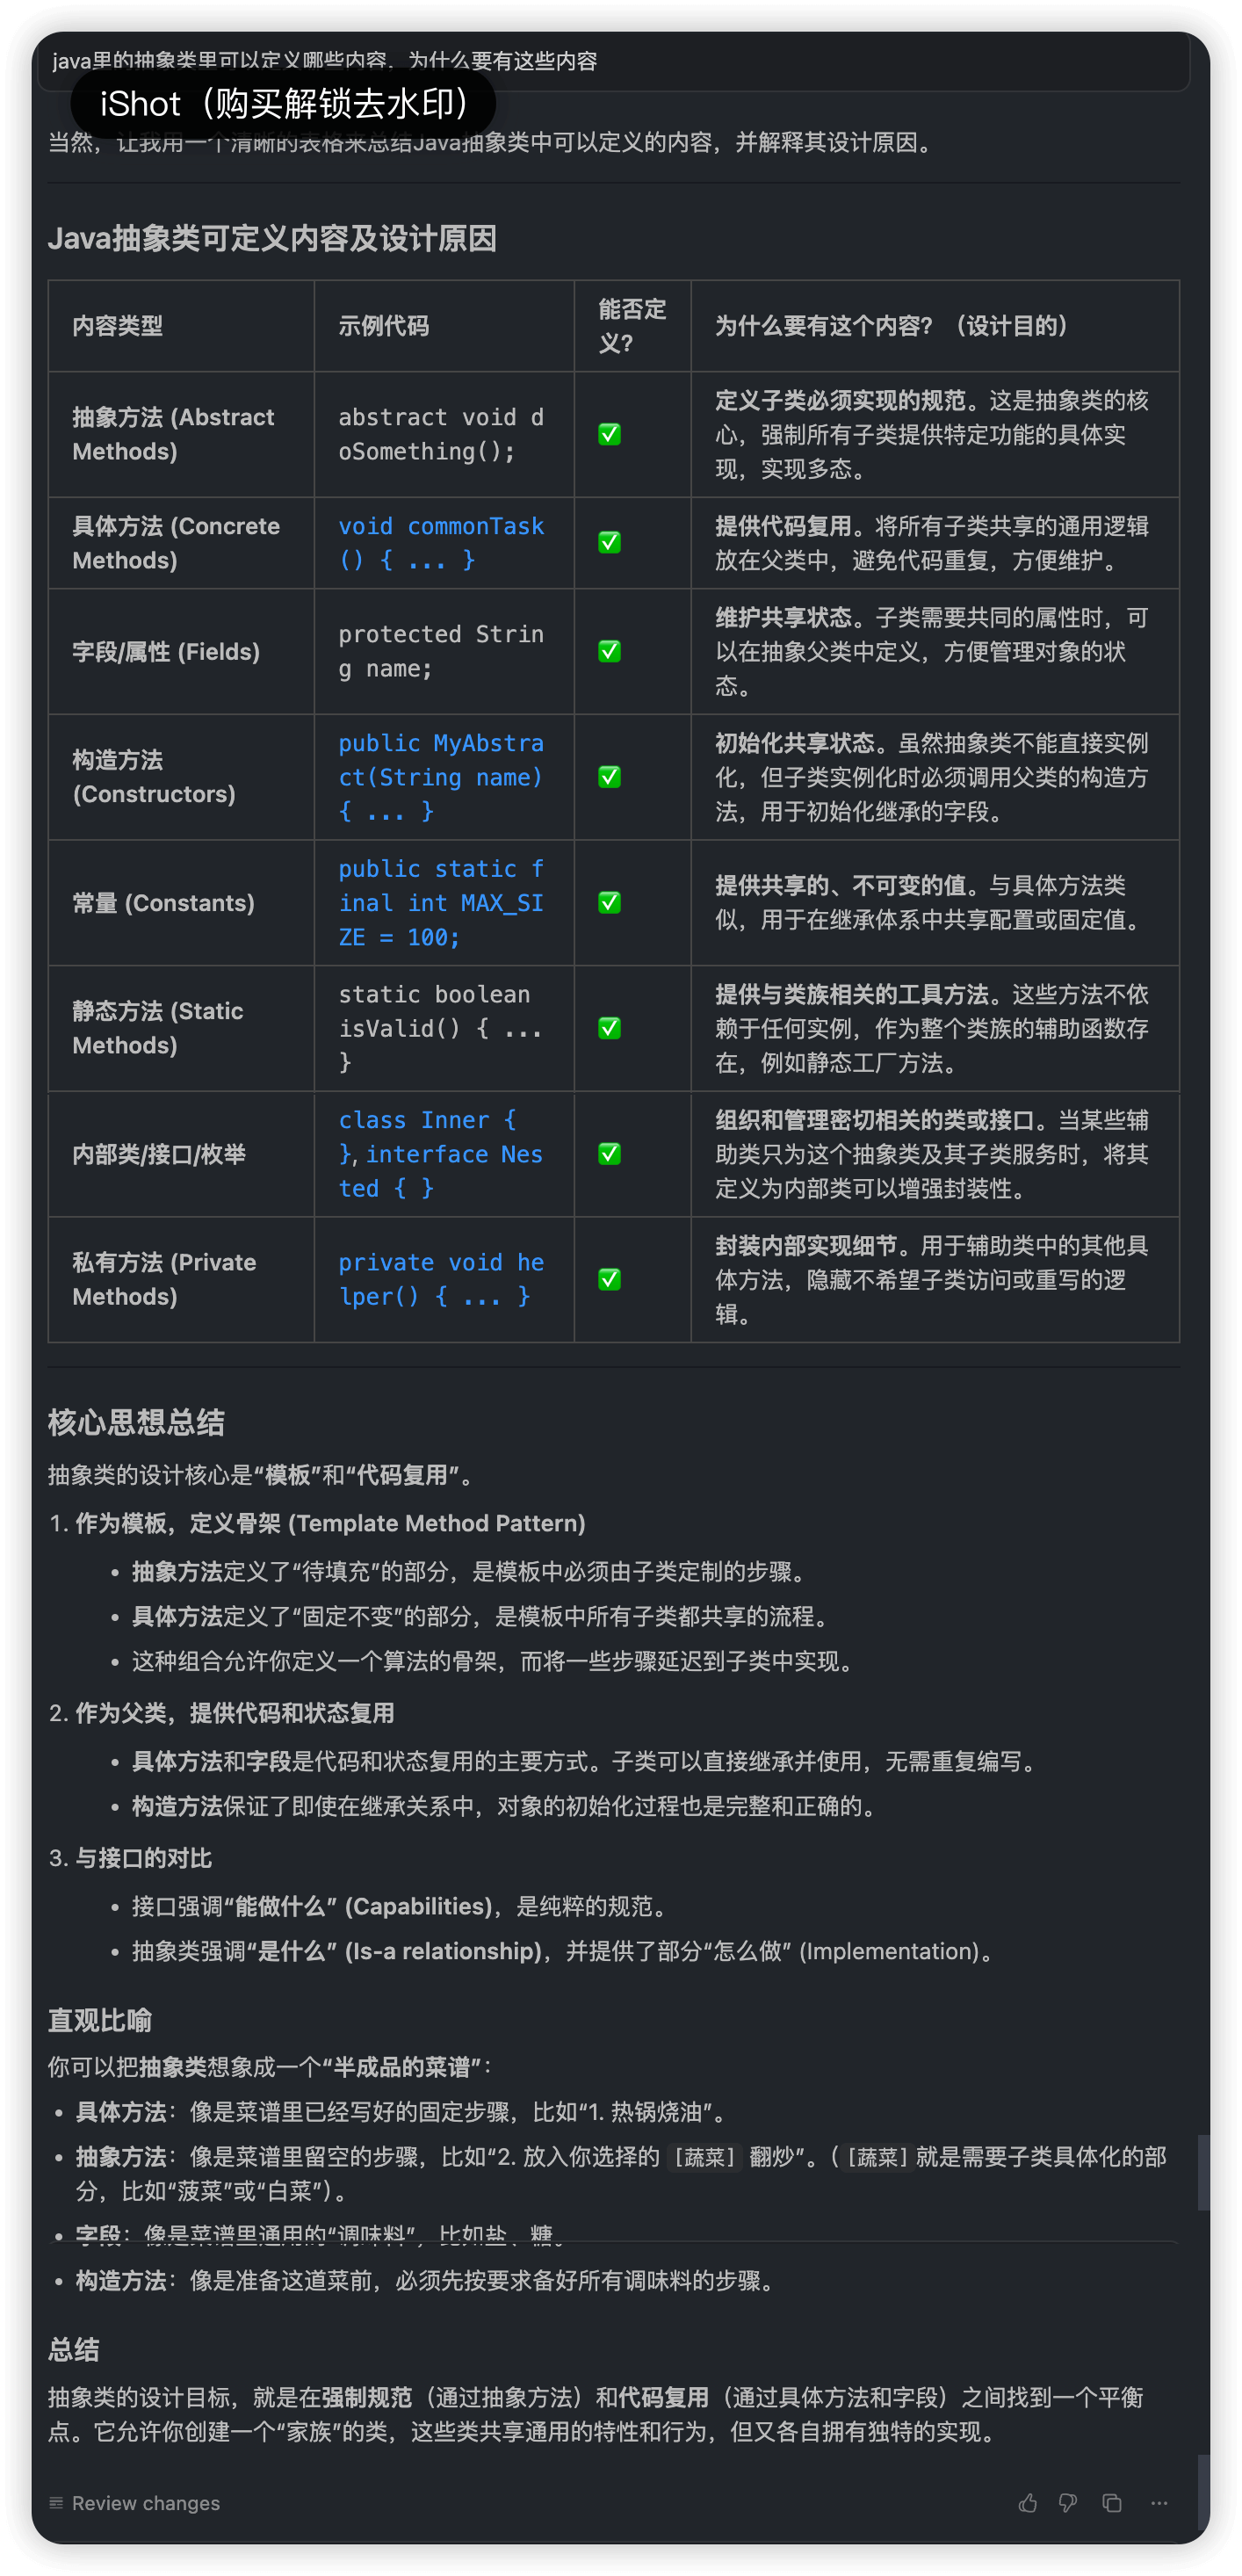 java里的抽象类里可以定义哪些内容，为什么要有这些内容
iShot（购买解锁去水印）
当然，让我用一个清晰的表格来总结Java抽象类中可以定义的内容，并解释其设计原因。
Java抽象类可定义内容及设计原因
内容类型
示例代码
能否定
义？
为什么要有这个内容？（设计目的）
抽象方法 (Abstract
Methods)
abstract void d
oSomething();
✅
定义子类必须实现的规范。这是抽象类的核
心，强制所有子类提供特定功能的具体实
现，实现多态。
具体方法 (Concrete
Methods)
void commonTask
() { ... }
✅
提供代码复用。将所有子类共享的通用逻辑
放在父类中，避免代码重复，方便维护。
字段/属性 (Fields)
protected Strin
g name;
✅
维护共享状态。子类需要共同的属性时，可
以在抽象父类中定义，方便管理对象的状
态。
构造方法
(Constructors)
public MyAbstra
ct(String name)
{ ... }
✅
初始化共享状态。虽然抽象类不能直接实例
化，但子类实例化时必须调用父类的构造方
法，用于初始化继承的字段。
常量 (Constants)
public static f
inal int MAX_SI
ZE = 100;
✅
提供共享的、不可变的值。与具体方法类
似，用于在继承体系中共享配置或固定值。
静态方法 (Static
Methods)
static boolean
isValid() { ...
}
✅
提供与类族相关的工具方法。这些方法不依
赖于任何实例，作为整个类族的辅助函数存
在，例如静态工厂方法。
内部类/接口/枚举
class Inner {
}, interface Nes
ted { }
✅
组织和管理密切相关的类或接口。当某些辅
助类只为这个抽象类及其子类服务时，将其
定义为内部类可以增强封装性。
私有方法 (Private
Methods)
private void he
lper() { ... }
✅
封装内部实现细节。用于辅助类中的其他具
体方法，隐藏不希望子类访问或重写的逻
辑。
核心思想总结
抽象类的设计核心是“模板”和“代码复用”。
1. 作为模板，定义骨架 (Template Method Pattern)
• 抽象方法定义了“待填充”的部分，是模板中必须由子类定制的步骤。
• 具体方法定义了“固定不变”的部分，是模板中所有子类都共享的流程。
• 这种组合允许你定义一个算法的骨架，而将一些步骤延迟到子类中实现。
2. 作为父类，提供代码和状态复用
• 具体方法和字段是代码和状态复用的主要方式。子类可以直接继承并使用，无需重复编写。
• 构造方法保证了即使在继承关系中，对象的初始化过程也是完整和正确的。
3. 与接口的对比
• 接口强调“能做什么” (Capabilities)，是纯粹的规范。
• 抽象类强调“是什么” (Is-a relationship)，并提供了部分“怎么做” (Implementation)。
直观比喻
你可以把抽象类想象成一个“半成品的菜谱”：
• 具体方法：像是菜谱里已经写好的固定步骤，比如“1. 热锅烧油”。
• 抽象方法：像是菜谱里留空的步骤，比如“2. 放入你选择的 [蔬菜] 翻炒”。（ [蔬菜] 就是需要子类具体化的部
分，比如“菠菜”或“白菜”）。
• 字段：像是菜谱里通用的“调味料”，比如盐、糖。
• 构造方法：像是准备这道菜前，必须先按要求备好所有调味料的步骤。
总结
抽象类的设计目标，就是在强制规范（通过抽象方法）和代码复用（通过具体方法和字段）之间找到一个平衡
点。它允许你创建一个“家族”的类，这些类共享通用的特性和行为，但又各自拥有独特的实现。
Review changes